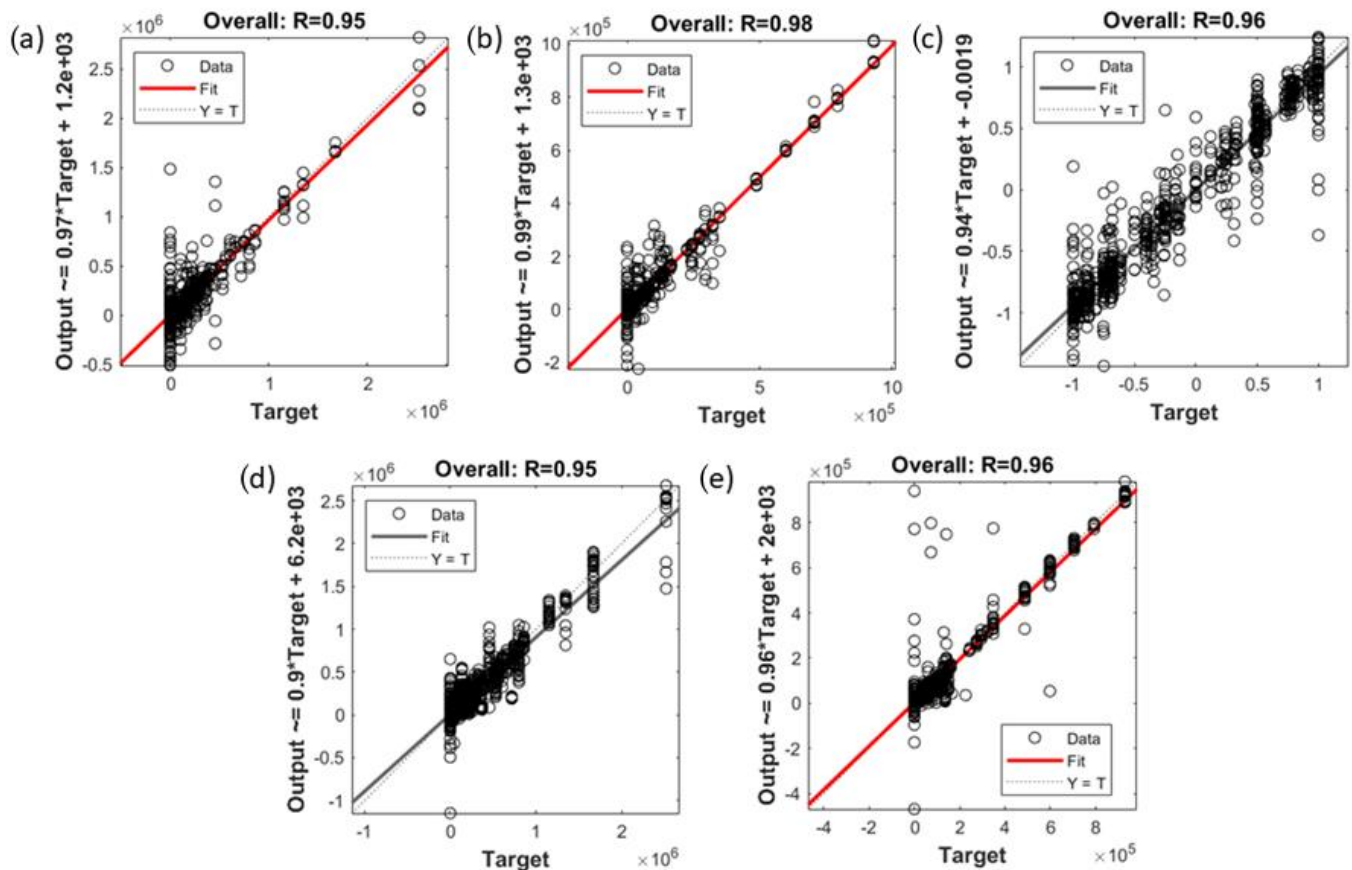 (a)
Overall: R=0.95
×10^6
Output ~= 0.97*Target + 1.2e+03
2.5
2
1.5
1
0.5
0
-0.5
Data
Fit
Y = T
0
1
2
Target
×10^6
(b)
Overall: R=0.98
×10^5
Output ~= 0.99*Target + 1.3e+03
10
8
6
4
2
0
-2
Data
Fit
Y = T
0
5
10
Target
×10^5
(c)
Overall: R=0.96
Output ~= 0.94*Target + -0.0019
1
0.5
0
-0.5
-1
Data
Fit
Y = T
-1
-0.5
0
0.5
1
Target
(d)
Overall: R=0.95
×10^6
Output ~= 0.9*Target + 6.2e+03
2.5
2
1.5
1
0.5
0
-0.5
-1
Data
Fit
Y = T
-1
0
1
2
Target
×10^6
(e)
Overall: R=0.96
×10^5
Output ~= 0.96*Target + 2e+03
8
6
4
2
0
-2
-4
Data
Fit
Y = T
-4
-2
0
2
4
6
8
Target
×10^5